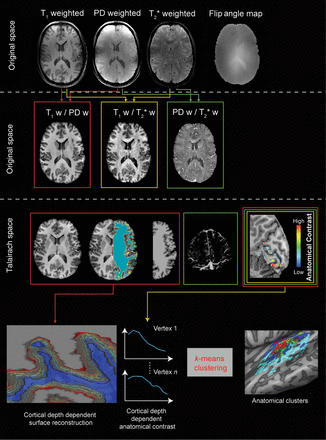 T1 weighted PD weighted T2* weighted Flip angle map
Original space
T1 w / PD w T1 w / T2* w PD w / T2* w
Original space
Talairach space
High
Low
Anatomical Contrast
Vertex 1
Vertex n
k-means
clustering
Cortical depth dependent
surface reconstruction
Cortical depth
dependent
anatomical contrast
Anatomical clusters